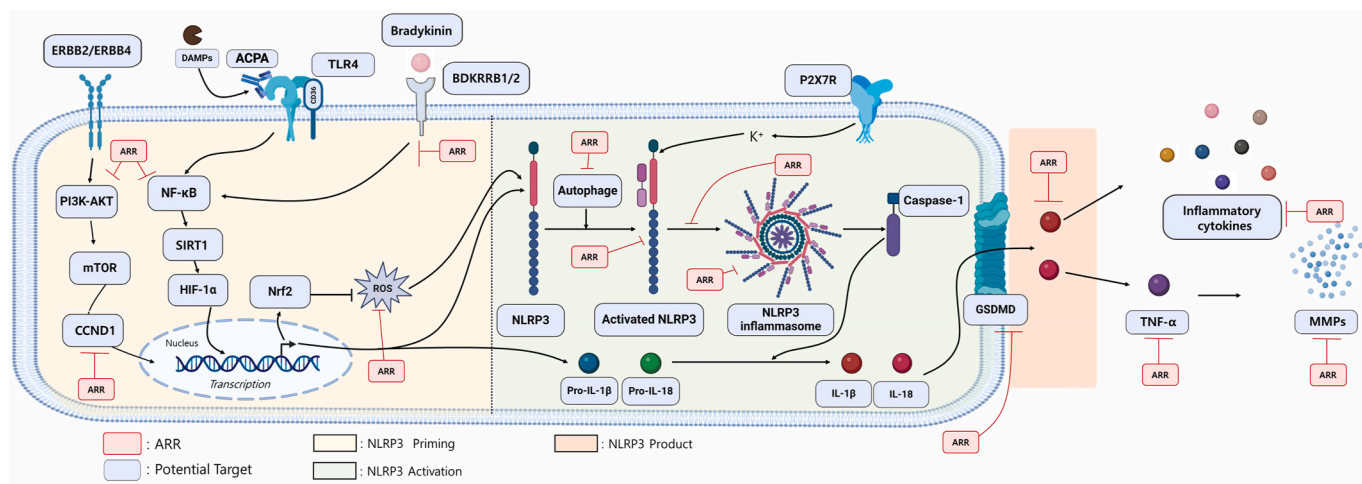 ERBB2/ERBB4
DAMPs
ACPA
TLR4
CD36
Bradykinin
BDKRRB1/2
P2X7R
K+
ARR
ARR
PI3K-AKT
NF-κB
mTOR
SIRT1
HIF-1α
CCND1
ARR
Nrf2
ROS
ARR
Nucleus
Transcription
NLRP3
ARR
Autophage
ARR
Activated NLRP3
ARR
ARR
NLRP3
inflammasome
Caspase-1
Pro-IL-1β
Pro-IL-18
IL-1β
IL-18
GSDMD
ARR
ARR
Inflammatory
cytokines
ARR
TNF-α
ARR
MMPs
ARR
: ARR
: Potential Target
: NLRP3 Priming
: NLRP3 Activation
: NLRP3 Product